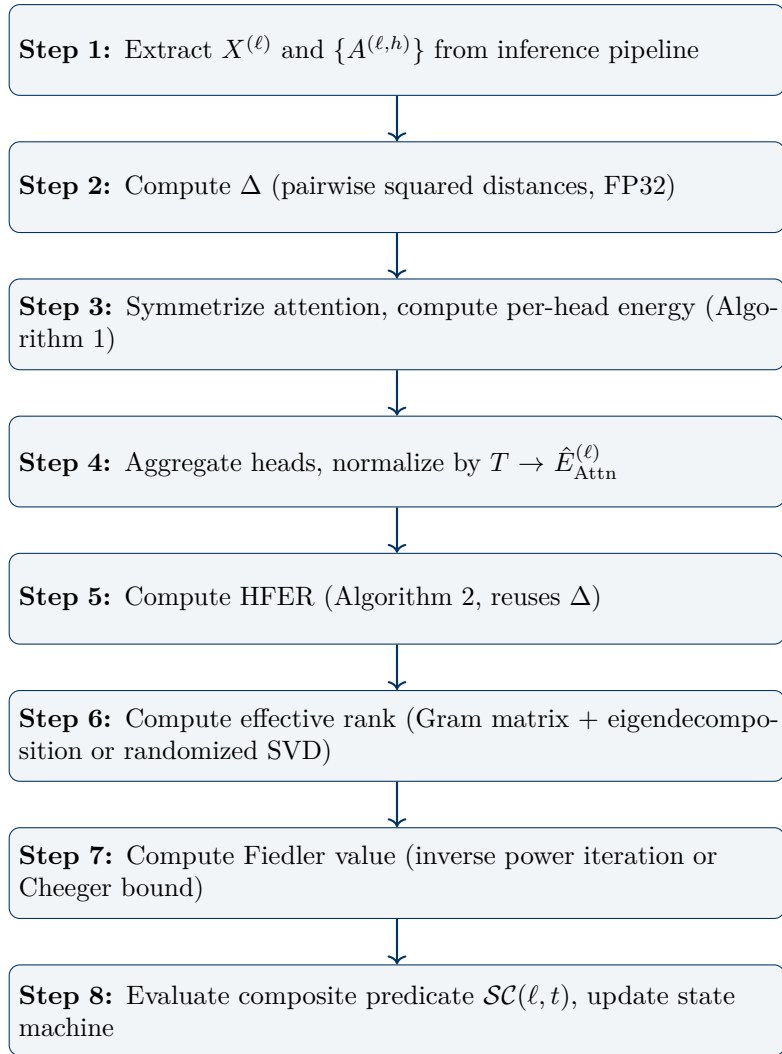 Step 1: Extract X^{(ℓ)} and {A^{(ℓ,h)}} from inference pipeline
Step 2: Compute Δ (pairwise squared distances, FP32)
Step 3: Symmetrize attention, compute per-head energy (Algo-
rithm 1)
Step 4: Aggregate heads, normalize by T → Ê_{Attn}^{(ℓ)}
Step 5: Compute HFER (Algorithm 2, reuses Δ)
Step 6: Compute effective rank (Gram matrix + eigendecompo-
sition or randomized SVD)
Step 7: Compute Fiedler value (inverse power iteration or
Cheeger bound)
Step 8: Evaluate composite predicate 𝒮𝒞(ℓ, t), update state
machine